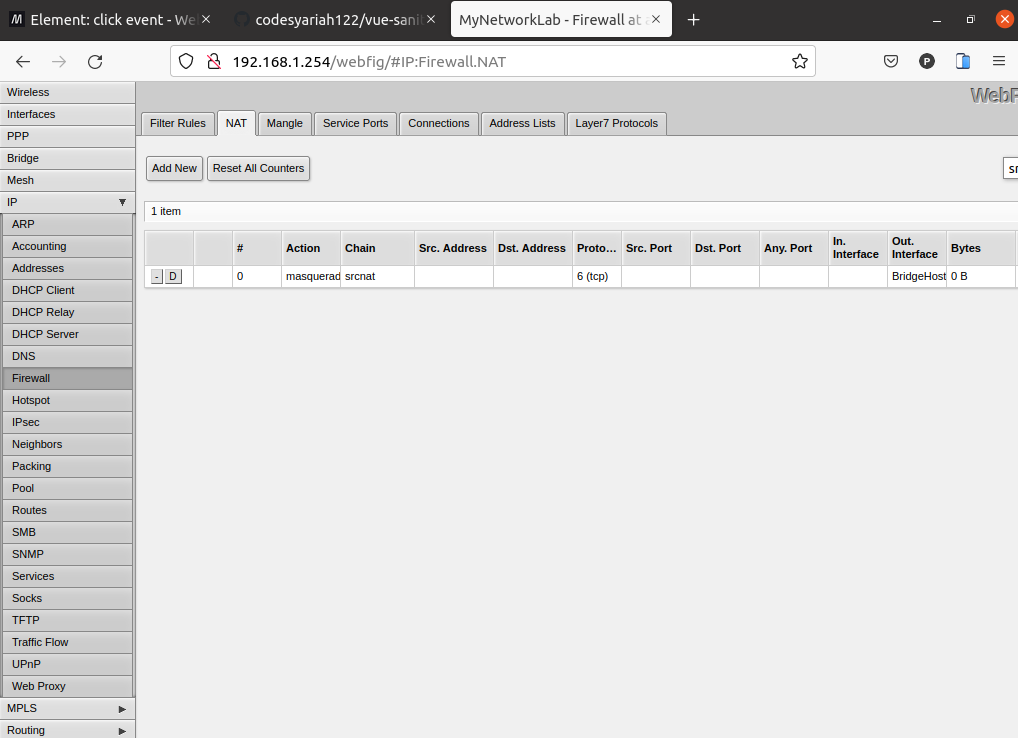 Element: click event - We
codesyariah122/vue-sanil
MyNetworkLab - Firewall at a
192.168.1.254/webfig/#IP:Firewall.NAT
P
Wireless
Interfaces
PPP
Bridge
Mesh
IP
ARP
Accounting
Addresses
DHCP Client
DHCP Relay
DHCP Server
DNS
Firewall
Hotspot
IPsec
Neighbors
Packing
Pool
Routes
SMB
SNMP
Services
Socks
TFTP
Traffic Flow
UPnP
Web Proxy
MPLS
Routing
WebF
Filter Rules NAT Mangle Service Ports Connections Address Lists Layer7 Protocols
Add New Reset All Counters
1 item
# Action Chain Src. Address Dst. Address Proto… Src. Port Dst. Port Any. Port In. Interface Out. Interface Bytes
- D 0 masquerad srcnat 6 (tcp) BridgeHost 0 B